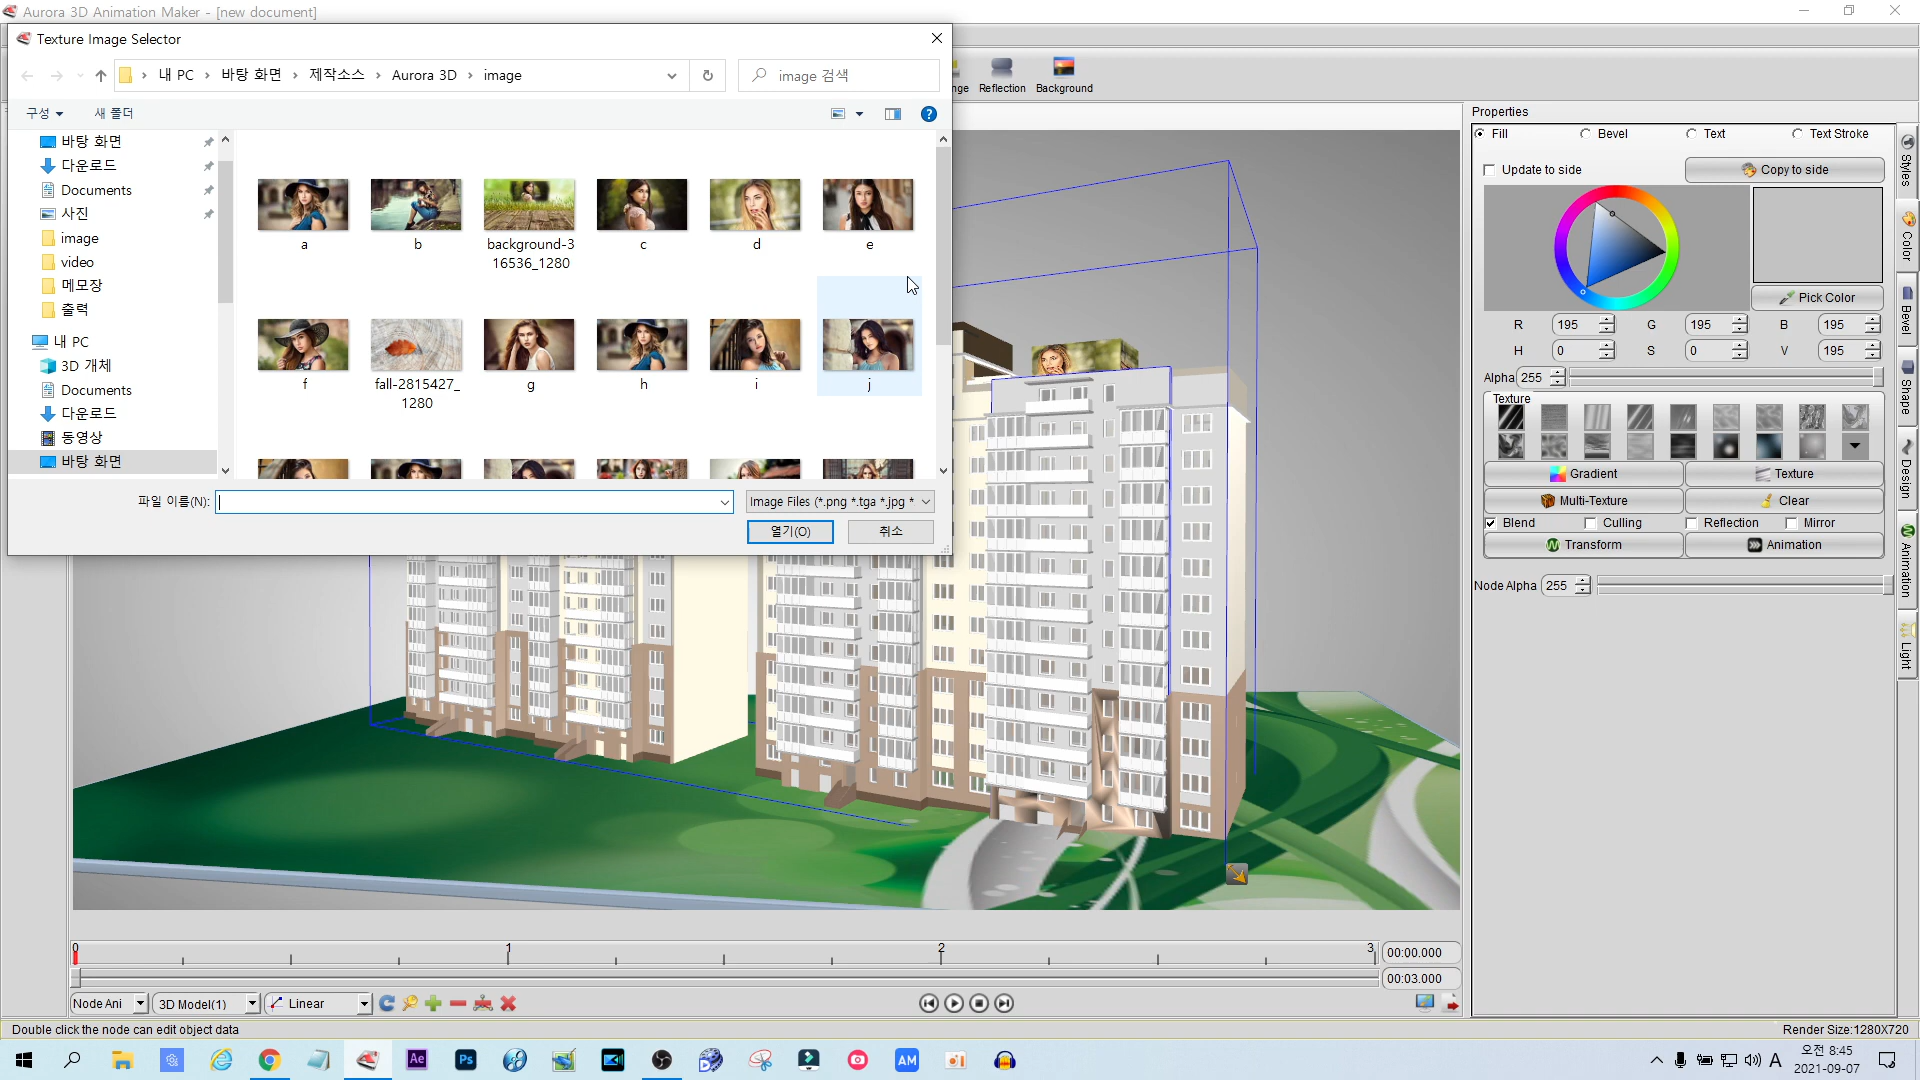 Aurora 3D Animation Maker - [new document]
Texture Image Selector
내 PC
바탕 화면
제작소스
Aurora 3D
image
image 검색
구성
새 폴더
바탕 화면
다운로드
Documents
사진
image
video
메모장
출력
내 PC
3D 개체
Documents
다운로드
동영상
바탕 화면
a
b
background-3
16536_1280
c
d
e
f
fall-2815427_
1280
g
h
i
j
파일 이름(N):
Image Files (*.png *.tga *.jpg *
열기(O)
취소
nge
Reflection
Background
Properties
Fill
Bevel
Text
Text Stroke
Update to side
Copy to side
Pick Color
R 195 G 195 B 195
H 0 S 0 V 195
Alpha 255
Texture
Gradient
Texture
Multi-Texture
Clear
Blend
Culling
Reflection
Mirror
Transform
Animation
Node Alpha 255
Styles
Color
Bevel
Shape
Design
Animation
Light
0 1 2 3
00:00.000
00:03.000
Node Ani
3D Model(1)
Linear
Double click the node can edit object data
Render Size:1280X720
Ae
Ps
AM
A
오전 8:45
2021-09-07